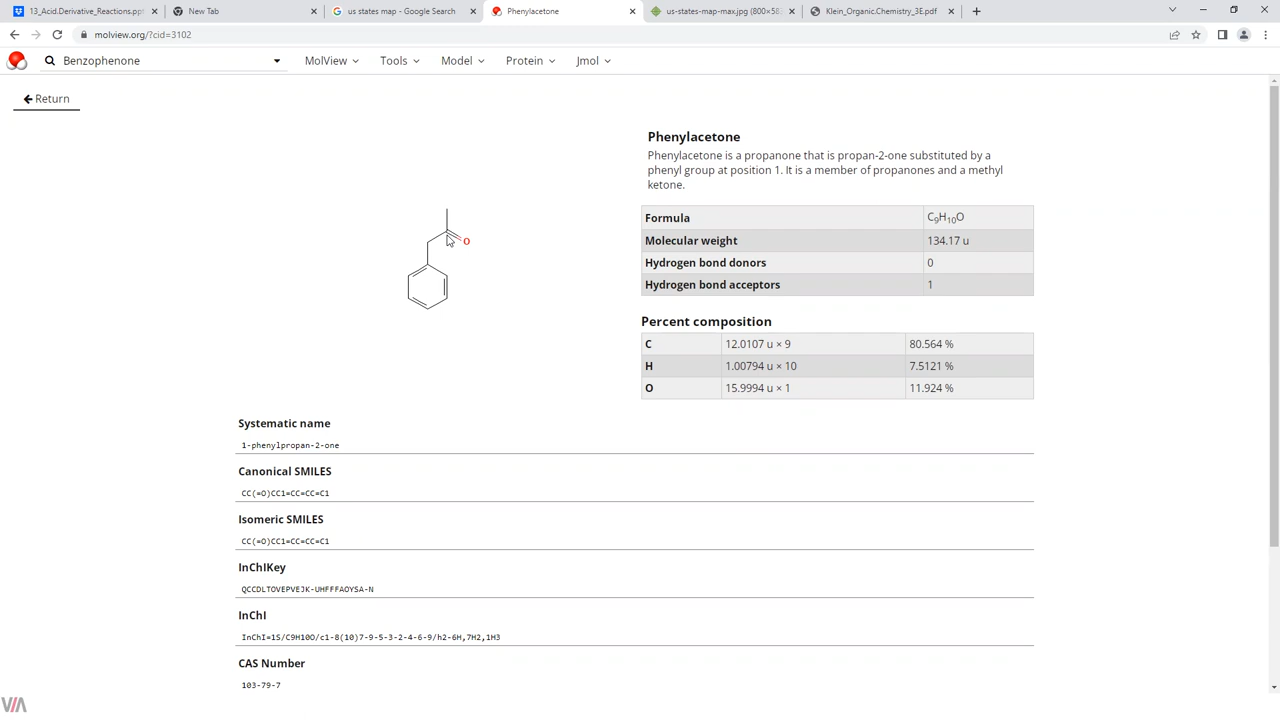 13_Acid.Derivative_Reactions.pp
New Tab
us states map - Google Search
Phenylacetone
us-states-map-max.jpg (800×58
Klein_Organic.Chemistry_3E.pdf
molview.org/?cid=3102
Benzophenone
MolView
Tools
Model
Protein
Jmol
Return
Phenylacetone
Phenylacetone is a propanone that is propan-2-one substituted by a
phenyl group at position 1. It is a member of propanones and a methyl
ketone.
O
Formula C9H10O
Molecular weight 134.17 u
Hydrogen bond donors 0
Hydrogen bond acceptors 1
Percent composition
C 12.0107 u × 9 80.564 %
H 1.00794 u × 10 7.5121 %
O 15.9994 u × 1 11.924 %
Systematic name
1-phenylpropan-2-one
Canonical SMILES
CC(=O)CC1=CC=CC=C1
Isomeric SMILES
CC(=O)CC1=CC=CC=C1
InChIKey
QCCDLTOVEPVEJK-UHFFFAOYSA-N
InChI
InChI=1S/C9H10O/c1-8(10)7-9-5-3-2-4-6-9/h2-6H,7H2,1H3
CAS Number
103-79-7
VIA